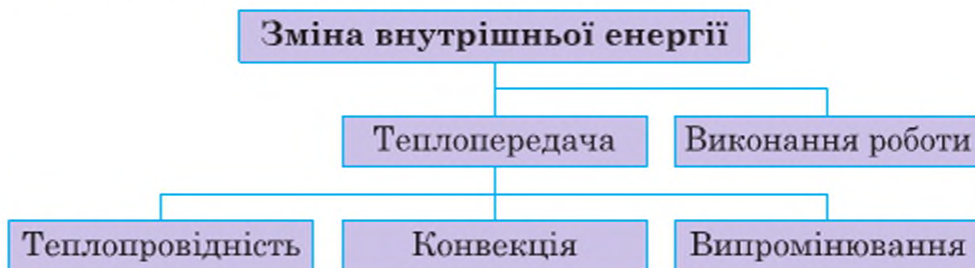 Зміна внутрішньої енергії
Теплопередача
Виконання роботи
Теплопровідність
Конвекція
Випромінювання